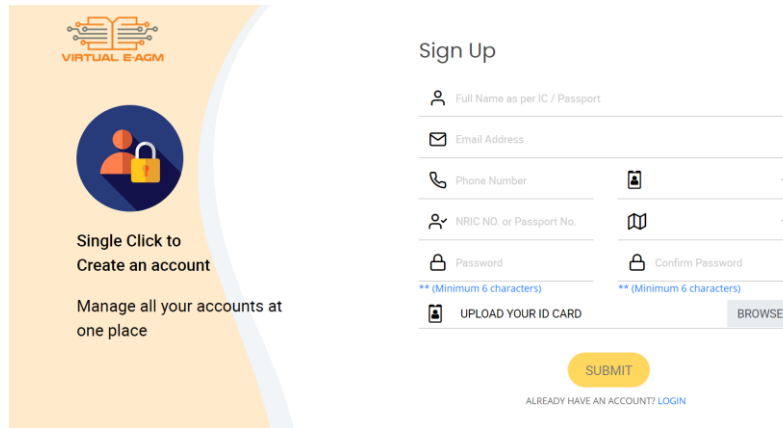 VIRTUAL E-AGM
Single Click to
Create an account
Manage all your accounts at
one place
Sign Up
Full Name as per IC / Passport
Email Address
Phone Number
NRIC NO. or Passport No.
Password
Confirm Password
** (Minimum 6 characters)
** (Minimum 6 characters)
UPLOAD YOUR ID CARD
BROWSE
SUBMIT
ALREADY HAVE AN ACCOUNT? LOGIN